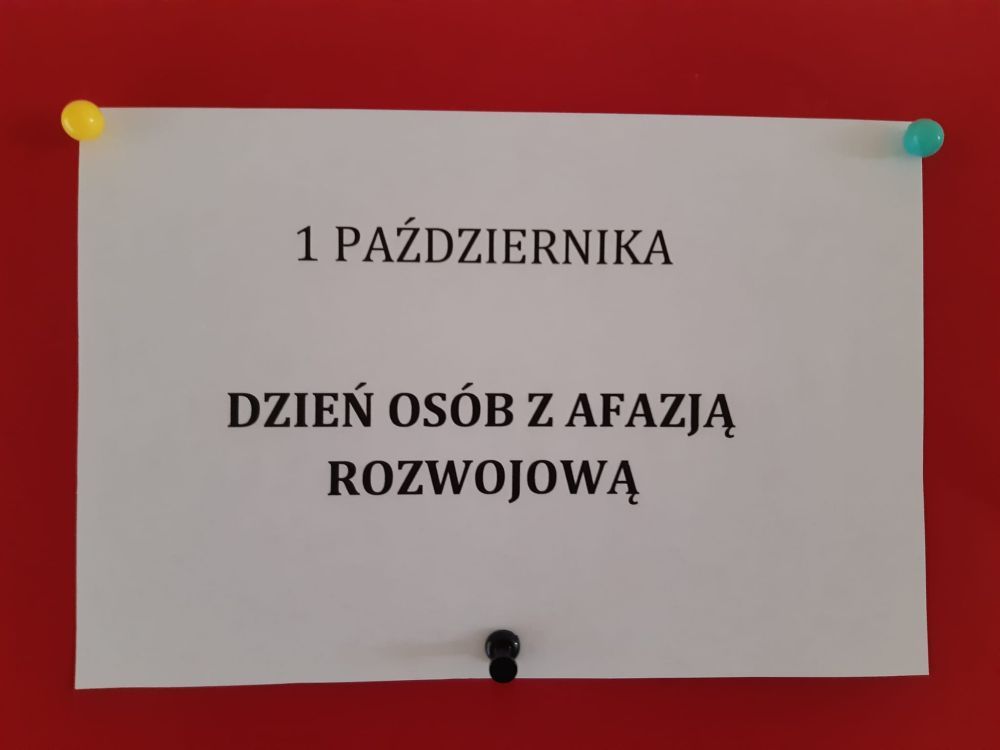 1 PAŹDZIERNIKA
DZIEŃ OSÓB Z AFAZJĄ
ROZWOJOWĄ